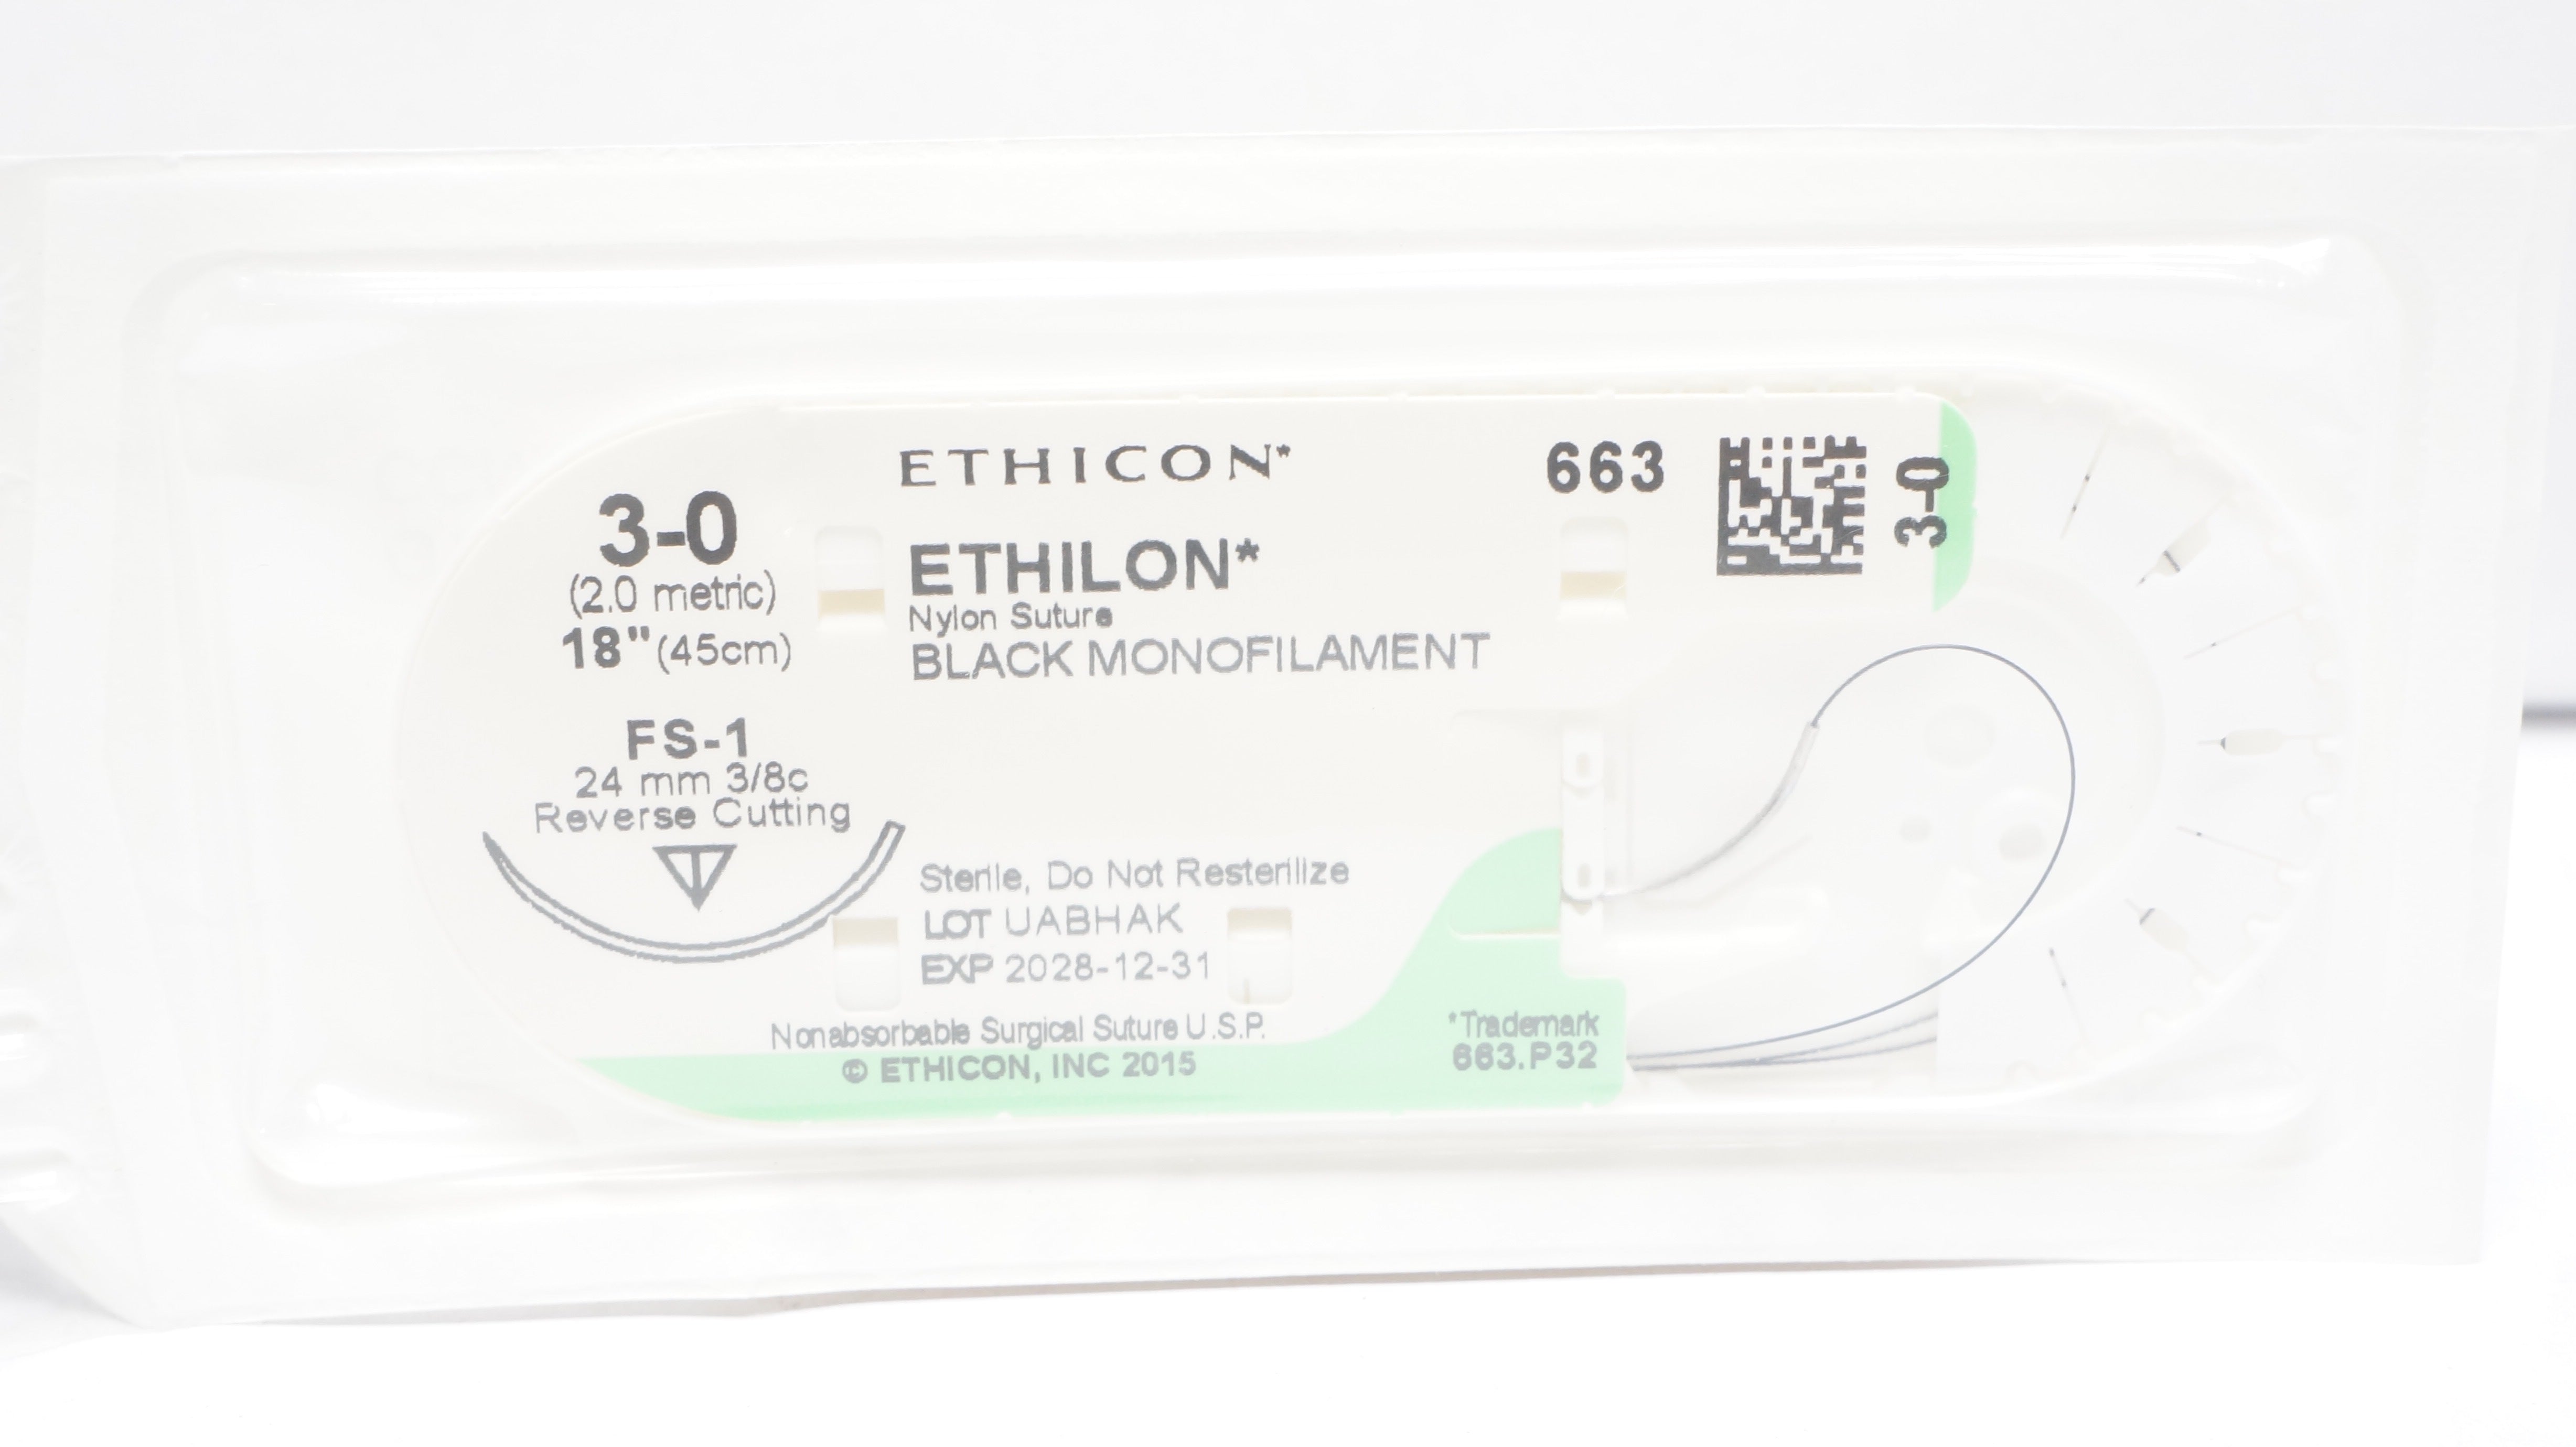 ETHICON*
663
3-0
3-0
(2.0 metric)
18" (45cm)
ETHILON*
Nylon Suture
BLACK MONOFILAMENT
FS-1
24 mm 3/8c
Reverse Cutting
Sterile, Do Not Resterilize
LOT UABHAK
EXP 2028-12-31
Nonabsorbable Surgical Suture U.S.P.
© ETHICON, INC 2015
*Trademark
663.P32